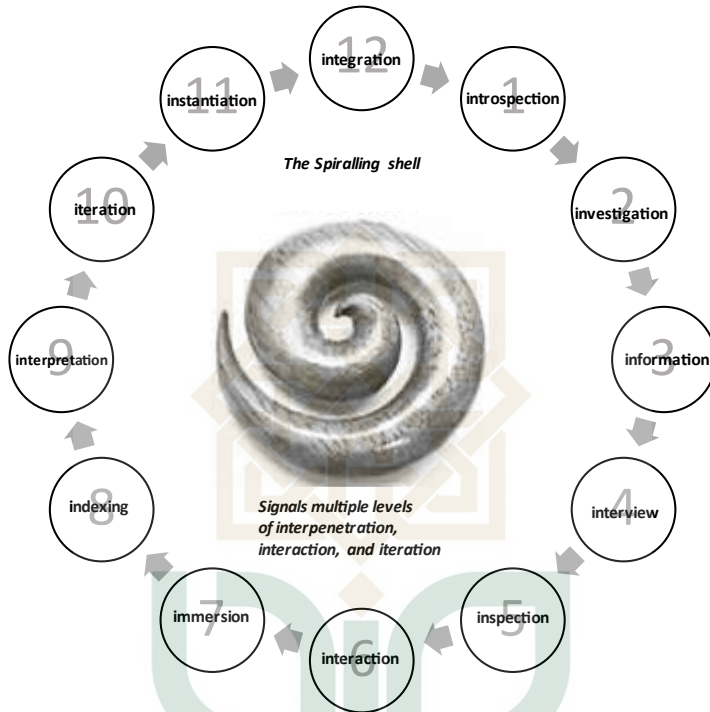 12
integration
1
introspection
2
investigation
3
information
4
interview
5
inspection
6
interaction
7
immersion
8
indexing
9
interpretation
10
iteration
11
instantiation
The Spiralling shell
Signals multiple levels
of interpenetration,
interaction, and iteration